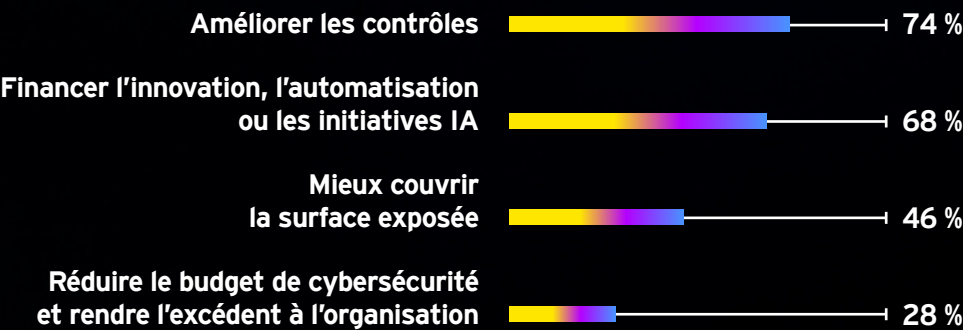 Améliorer les contrôles 74 %
Financer l'innovation, l'automatisation
ou les initiatives IA 68 %
Mieux couvrir
la surface exposée 46 %
Réduire le budget de cybersécurité
et rendre l'excédent à l'organisation 28 %